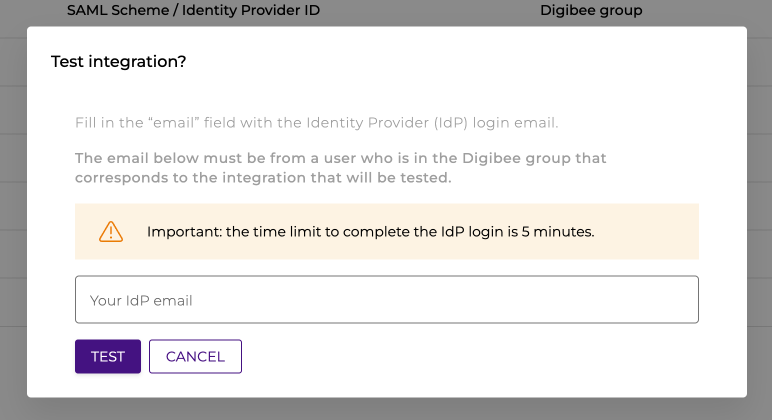 SAML Scheme / Identity Provider ID Digibee group
Test integration?
Fill in the “email” field with the Identity Provider (IdP) login email.
The email below must be from a user who is in the Digibee group that
corresponds to the integration that will be tested.
Important: the time limit to complete the IdP login is 5 minutes.
Your IdP email
TEST CANCEL